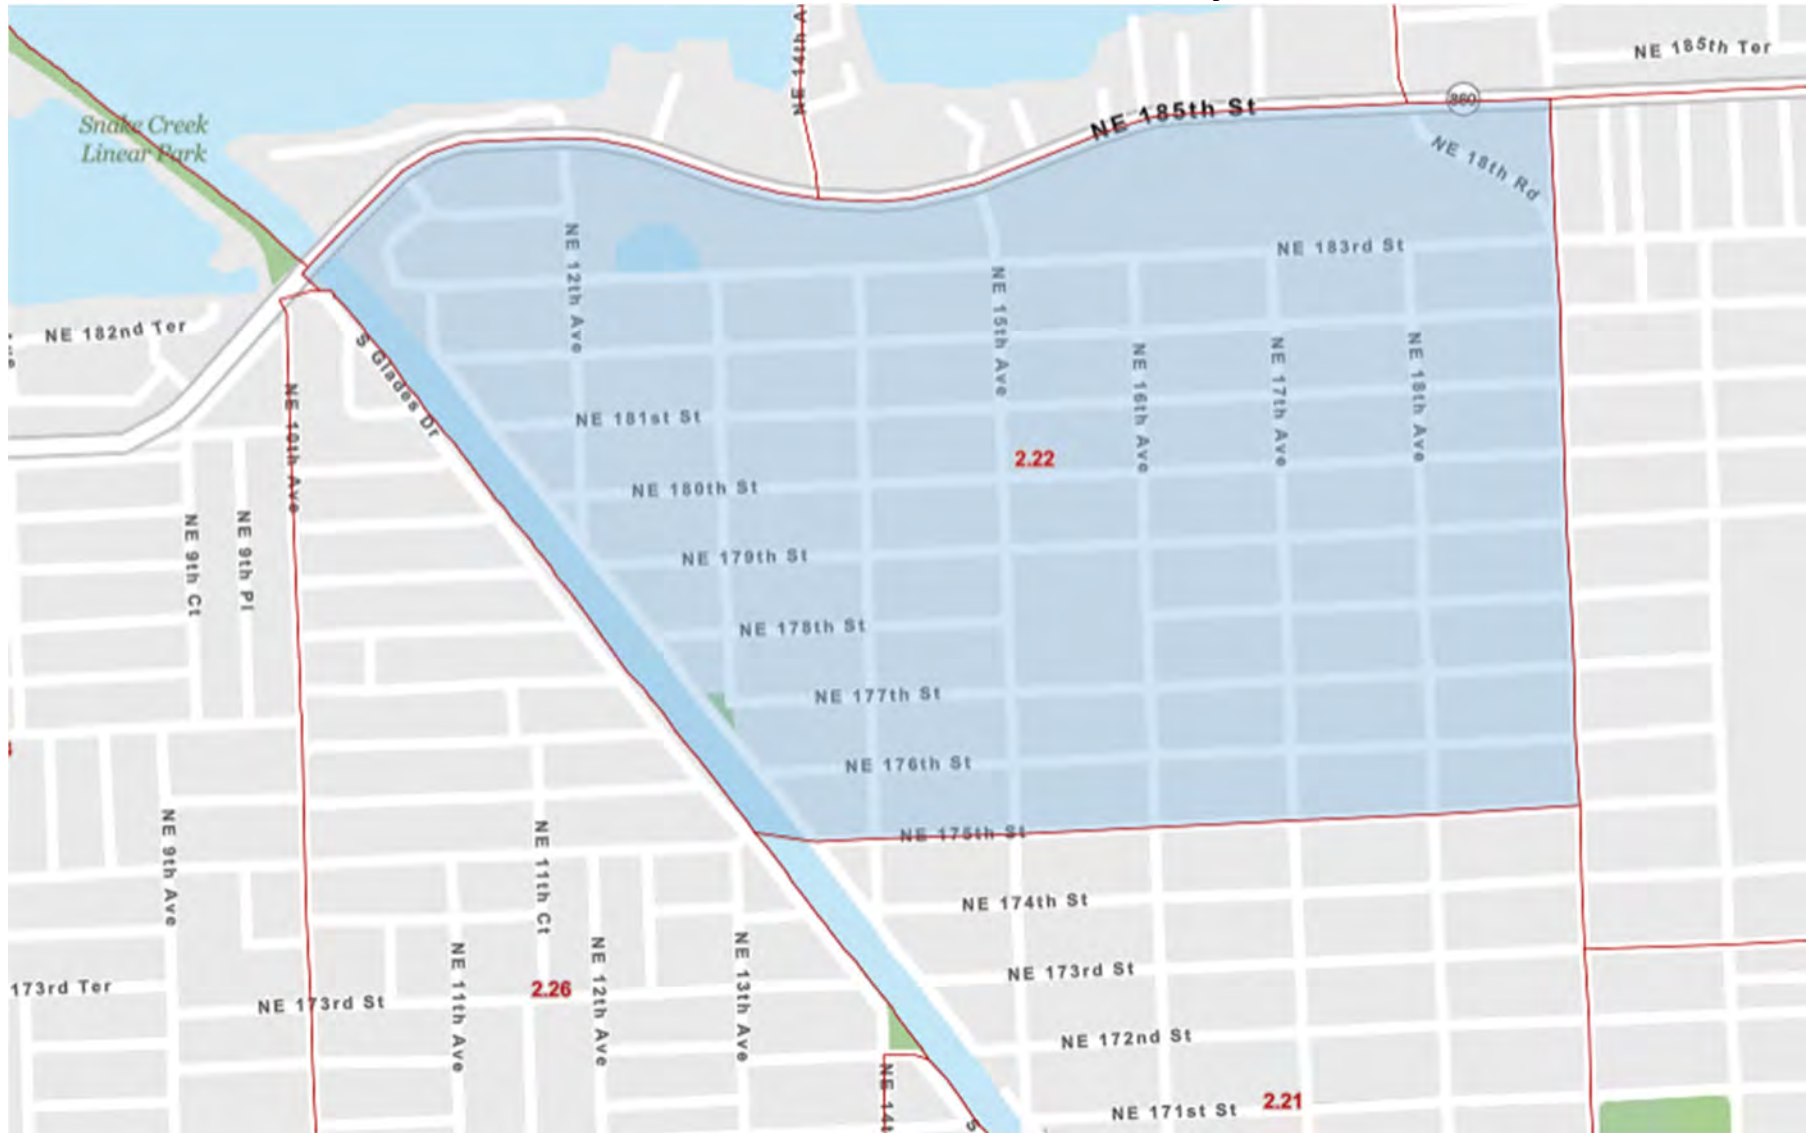 NE 14th A
NE 185th Ter
860
NE 185th St
Snake Creek
Linear Park
NE 18th Rd
NE 183rd St
NE 12th Ave
NE 15th Ave
NE 182nd Ter
S Glades Dr
NE 16th Ave
NE 17th Ave
NE 18th Ave
NE 10th Ave
NE 181st St
2.22
NE 180th St
NE 9th Ct
NE 9th Pl
NE 179th St
NE 178th St
NE 177th St
NE 176th St
NE 175th St
NE 9th Ave
NE 11th Ct
NE 174th St
NE 11th Ave
NE 12th Ave
NE 13th Ave
NE 173rd St
173rd Ter
2.26
NE 173rd St
NE 172nd St
NE 14t
S
NE 171st St
2.21